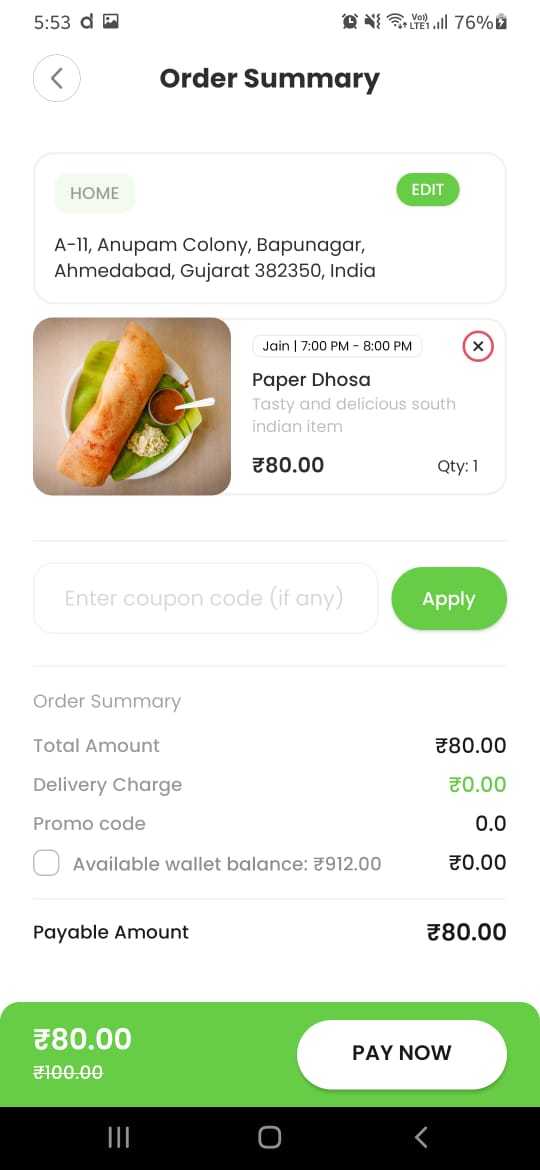 5:53 d Vo)) LTE1 76%
Order Summary
HOME
EDIT
A-11, Anupam Colony, Bapunagar,
Ahmedabad, Gujarat 382350, India
Jain | 7:00 PM - 8:00 PM
Paper Dhosa
Tasty and delicious south
indian item
₹80.00 Qty: 1
Enter coupon code (if any) Apply
Order Summary
Total Amount ₹80.00
Delivery Charge ₹0.00
Promo code 0.0
Available wallet balance: ₹912.00 ₹0.00
Payable Amount ₹80.00
₹80.00
₹100.00
PAY NOW